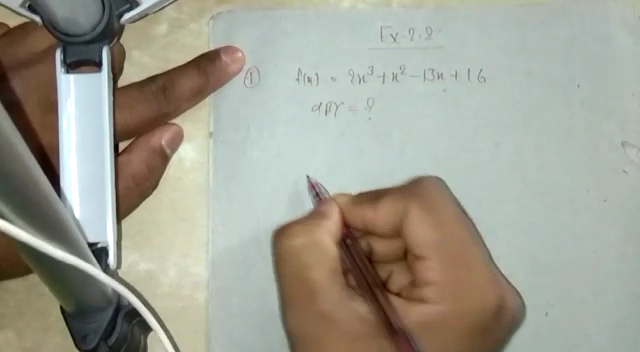 Ex-2.2
① f(x) = 2x³+x²-13x+16
αβγ = ?